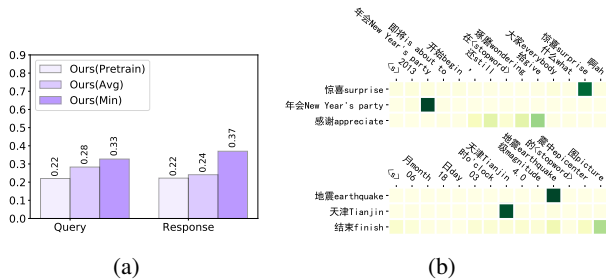 0.9
0.8
0.7
0.6
0.5
0.4
0.3
0.2
0.1
0.0
Ours(Pretrain)
Ours(Avg)
Ours(Min)
0.22
0.28
0.33
0.22
0.24
0.37
Query
Response
(a)
<s>
2013
年会New Year's party
即将is about to
开始begin
,
在<stopword>
还still
琢磨wondering
给give
大家everybody
什么what
惊喜surprise
啊ah
惊喜surprise
年会New Year's party
感谢appreciate
<s>
06
月month
18
日day
03
时o'clock
天津Tianjin
4.0
级magnitude
地震earthquake
的<stopword>
震中epicenter
图picture
地震earthquake
天津Tianjin
结束finish
(b)